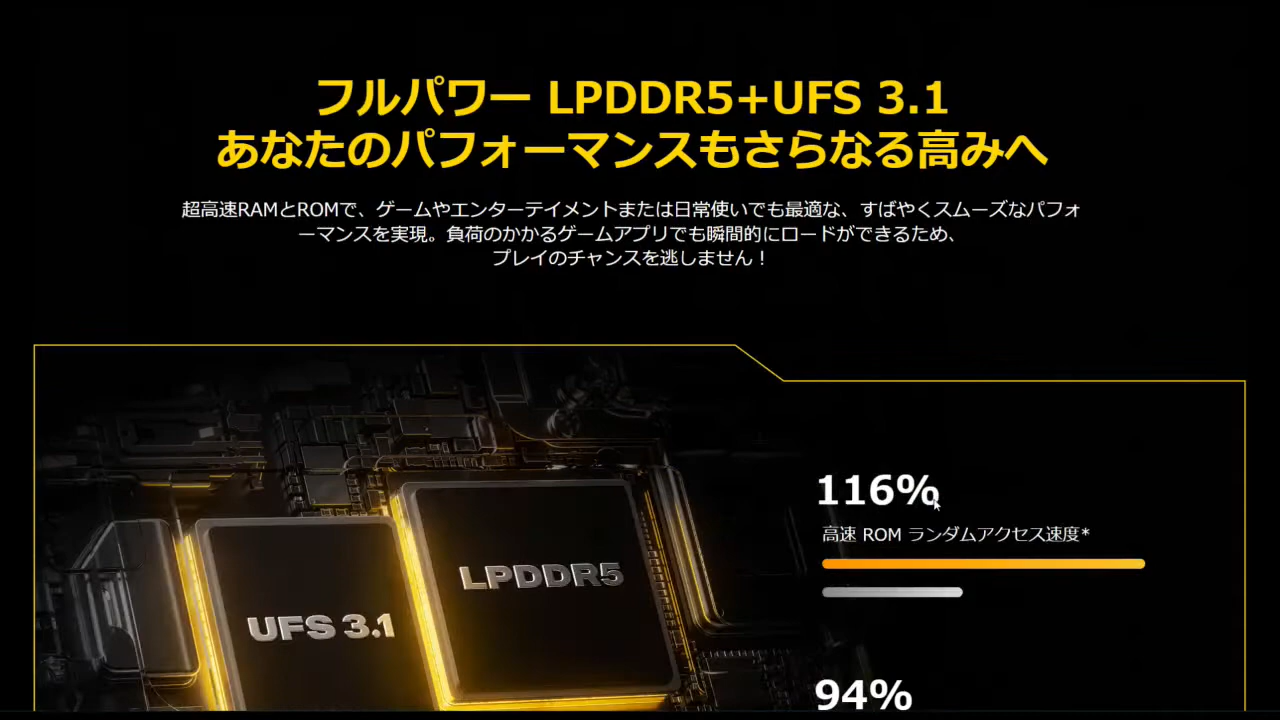 フルパワー LPDDR5+UFS 3.1
あなたのパフォーマンスもさらなる高みへ
超高速RAMとROMで、ゲームやエンターテイメントまたは日常使いでも最適な、すばやくスムーズなパフォ
ーマンスを実現。負荷のかかるゲームアプリでも瞬間的にロードができるため、
プレイのチャンスを逃しません！
116%
高速 ROM ランダムアクセス速度*
LPDDR5
UFS 3.1
94%